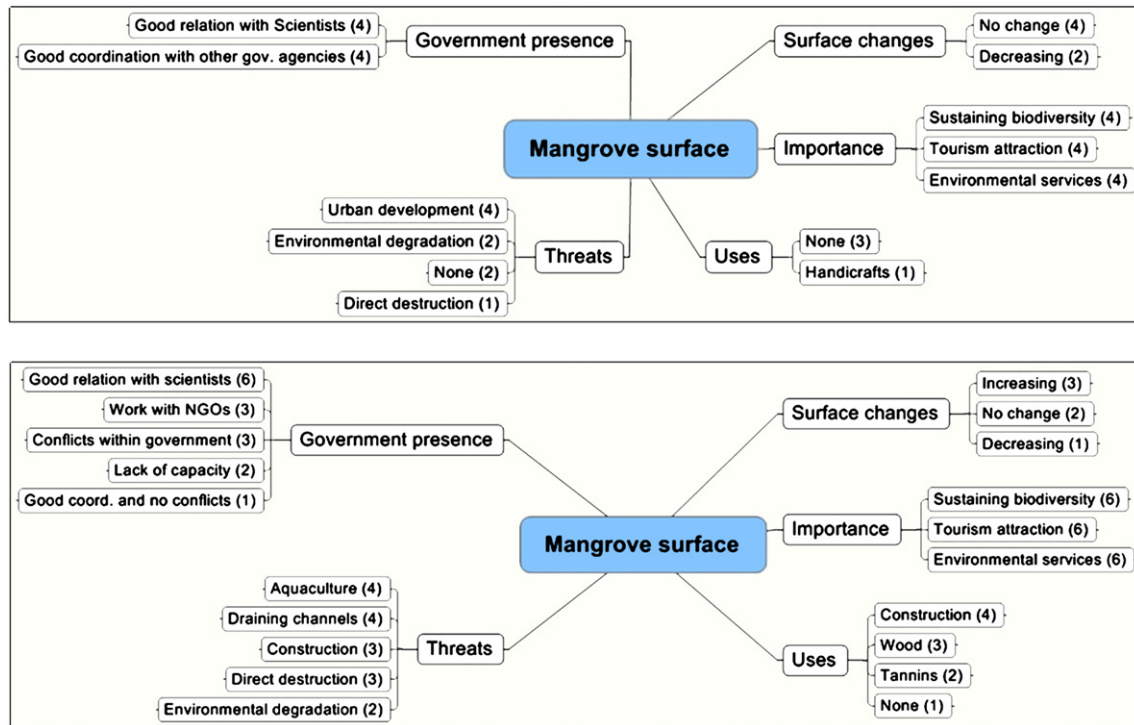 Good relation with Scientists (4)
Good coordination with other gov. agencies (4)
Government presence
Surface changes
No change (4)
Decreasing (2)
Mangrove surface
Importance
Sustaining biodiversity (4)
Tourism attraction (4)
Environmental services (4)
Urban development (4)
Environmental degradation (2)
None (2)
Direct destruction (1)
Threats
Uses
None (3)
Handicrafts (1)
Good relation with scientists (6)
Work with NGOs (3)
Conflicts within government (3)
Lack of capacity (2)
Good coord. and no conflicts (1)
Government presence
Surface changes
Increasing (3)
No change (2)
Decreasing (1)
Mangrove surface
Importance
Sustaining biodiversity (6)
Tourism attraction (6)
Environmental services (6)
Aquaculture (4)
Draining channels (4)
Construction (3)
Direct destruction (3)
Environmental degradation (2)
Threats
Uses
Construction (4)
Wood (3)
Tannins (2)
None (1)